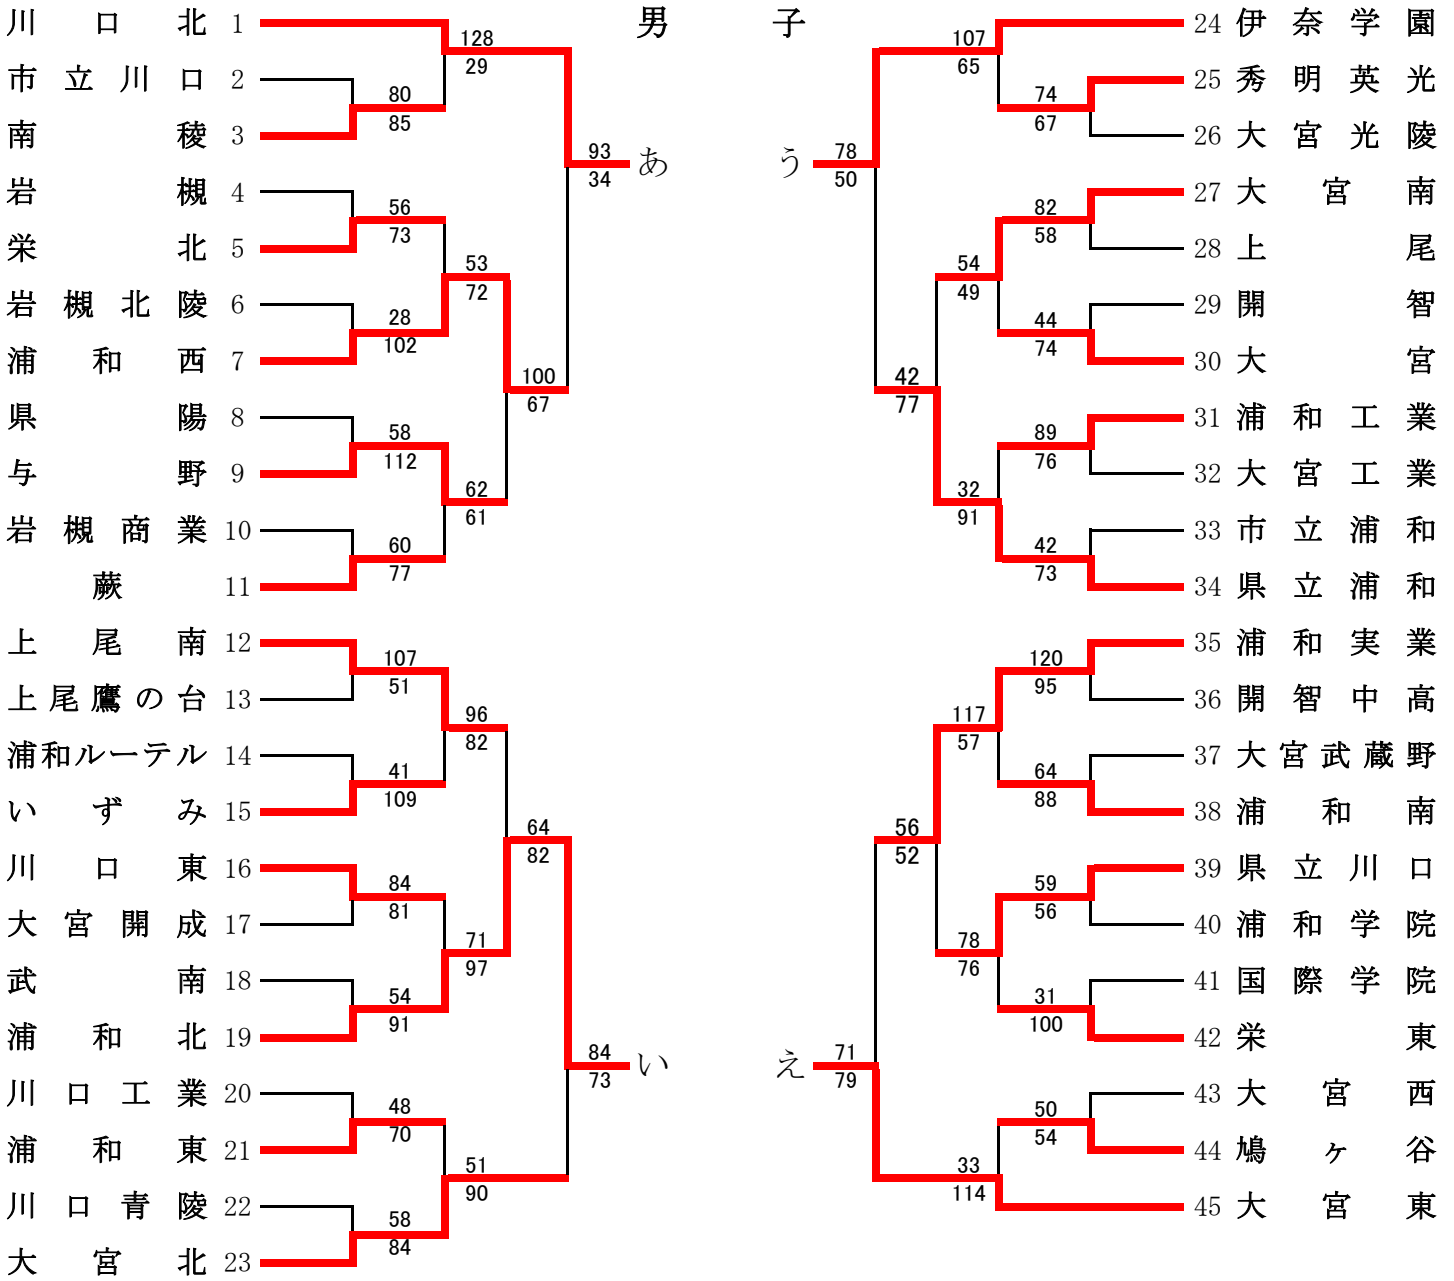 男子
川口北 1
市立川口 2
南稜 3
岩槻 4
栄北 5
岩槻北陵 6
浦和西 7
県陽 8
与野 9
岩槻商業 10
蕨 11
上尾南 12
上尾鷹の台 13
浦和ルーテル 14
いずみ 15
川口東 16
大宮開成 17
武南 18
浦和北 19
川口工業 20
浦和東 21
川口青陵 22
大宮北 23
80
85
56
73
28
102
58
112
60
77
107
51
41
109
84
81
54
91
48
70
58
84
128
29
53
72
62
61
96
82
71
97
51
90
100
67
64
82
93
34
あ
84
73
い
う
78
50
え
71
79
42
77
56
52
107
65
54
49
32
91
117
57
78
76
33
114
74
67
82
58
44
74
89
76
42
73
120
95
64
88
59
56
31
100
50
54
24 伊奈学園
25 秀明英光
26 大宮光陵
27 大宮南
28 上尾
29 開智
30 大宮
31 浦和工業
32 大宮工業
33 市立浦和
34 県立浦和
35 浦和実業
36 開智中高
37 大宮武蔵野
38 浦和南
39 県立川口
40 浦和学院
41 国際学院
42 栄東
43 大宮西
44 鳩ヶ谷
45 大宮東